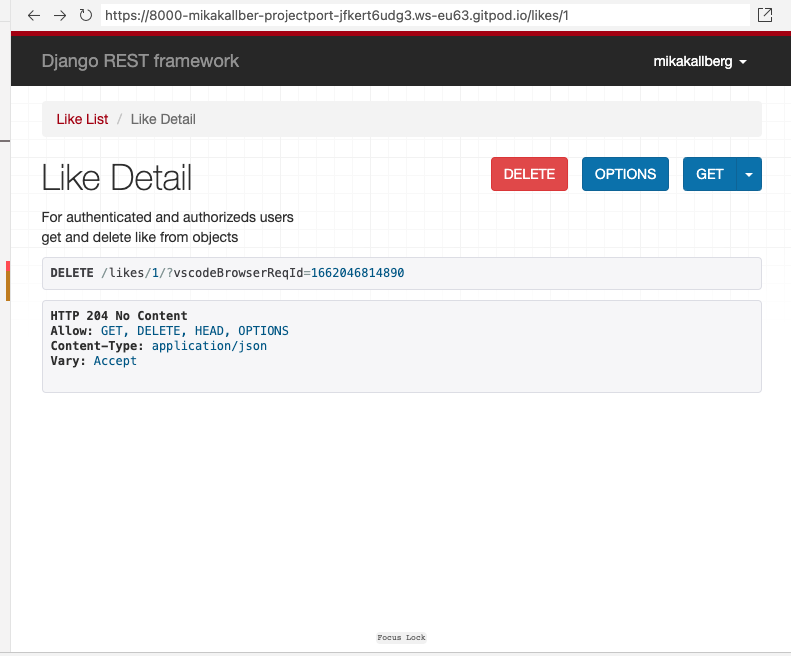 https://8000-mikakallber-projectport-jfkert6udg3.ws-eu63.gitpod.io/likes/1
Django REST framework
mikakallberg
Like List / Like Detail
Like Detail
DELETE
OPTIONS
GET
For authenticated and authorizeds users
get and delete like from objects
DELETE /likes/1/?vscodeBrowserReqId=1662046814890
HTTP 204 No Content
Allow: GET, DELETE, HEAD, OPTIONS
Content-Type: application/json
Vary: Accept
Focus Lock